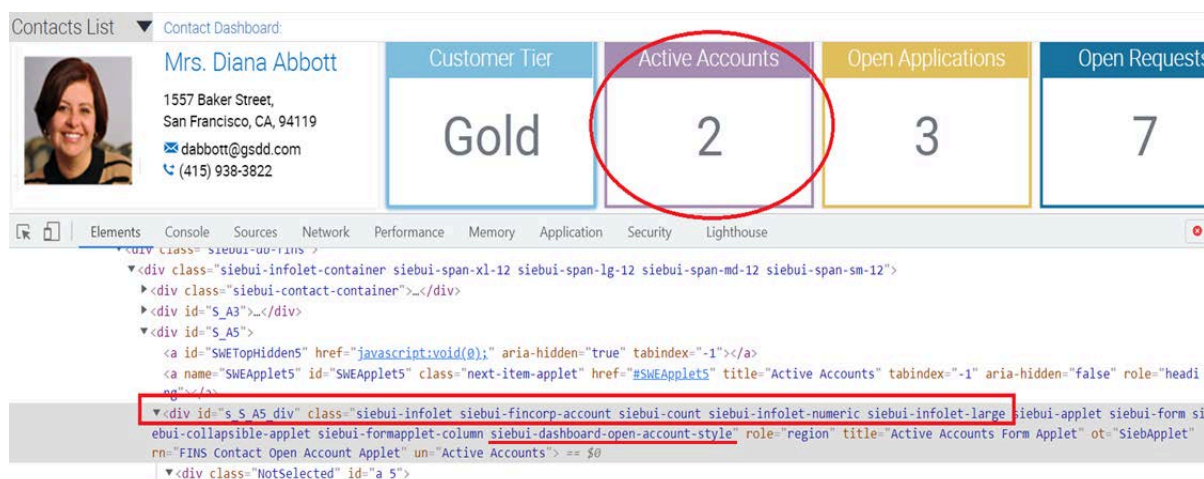 Contacts List ▼ Contact Dashboard:
Mrs. Diana Abbott
1557 Baker Street,
San Francisco, CA, 94119
dabbott@gsdd.com
(415) 938-3822
Customer Tier
Gold
Active Accounts
2
Open Applications
3
Open Requests
7
Elements Console Sources Network Performance Memory Application Security Lighthouse
▼<div class="siebui-db-fins">
▼<div class="siebui-infolet-container siebui-span-xl-12 siebui-span-lg-12 siebui-span-md-12 siebui-span-sm-12">
▶<div class="siebui-contact-container">…</div>
▶<div id="S_A3">…</div>
▼<div id="S_A5">
<a id="SWETopHidden5" href="javascript:void(0);" aria-hidden="true" tabindex="-1"></a>
<a name="SWEApplet5" id="SWEApplet5" class="next-item-applet" href="#SWEApplet5" title="Active Accounts" tabindex="-1" aria-hidden="false" role="headi
ng"></a>
▼<div id="s_S_A5_div" class="siebui-infolet siebui-fincorp-account siebui-count siebui-infolet-numeric siebui-infolet-large siebui-applet siebui-form si
ebui-collapsible-applet siebui-formapplet-column siebui-dashboard-open-account-style" role="region" title="Active Accounts Form Applet" ot="SiebApplet"
rn="FINS Contact Open Account Applet" un="Active Accounts"> == $0
▼<div class="NotSelected" id="a_5">